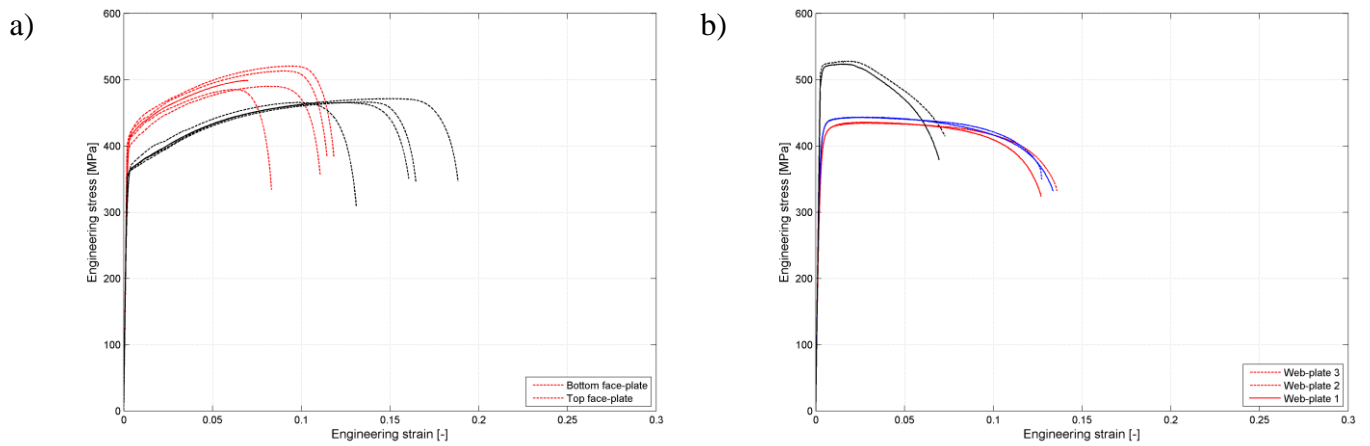 a)
600
500
400
300
200
100
0
Engineering stress [MPa]
0
0.05
0.1
0.15
0.2
0.25
0.3
Engineering strain [-]
Bottom face-plate
Top face-plate
b)
600
500
400
300
200
100
0
Engineering stress [MPa]
0
0.05
0.1
0.15
0.2
0.25
0.3
Engineering strain [-]
Web-plate 3
Web-plate 2
Web-plate 1